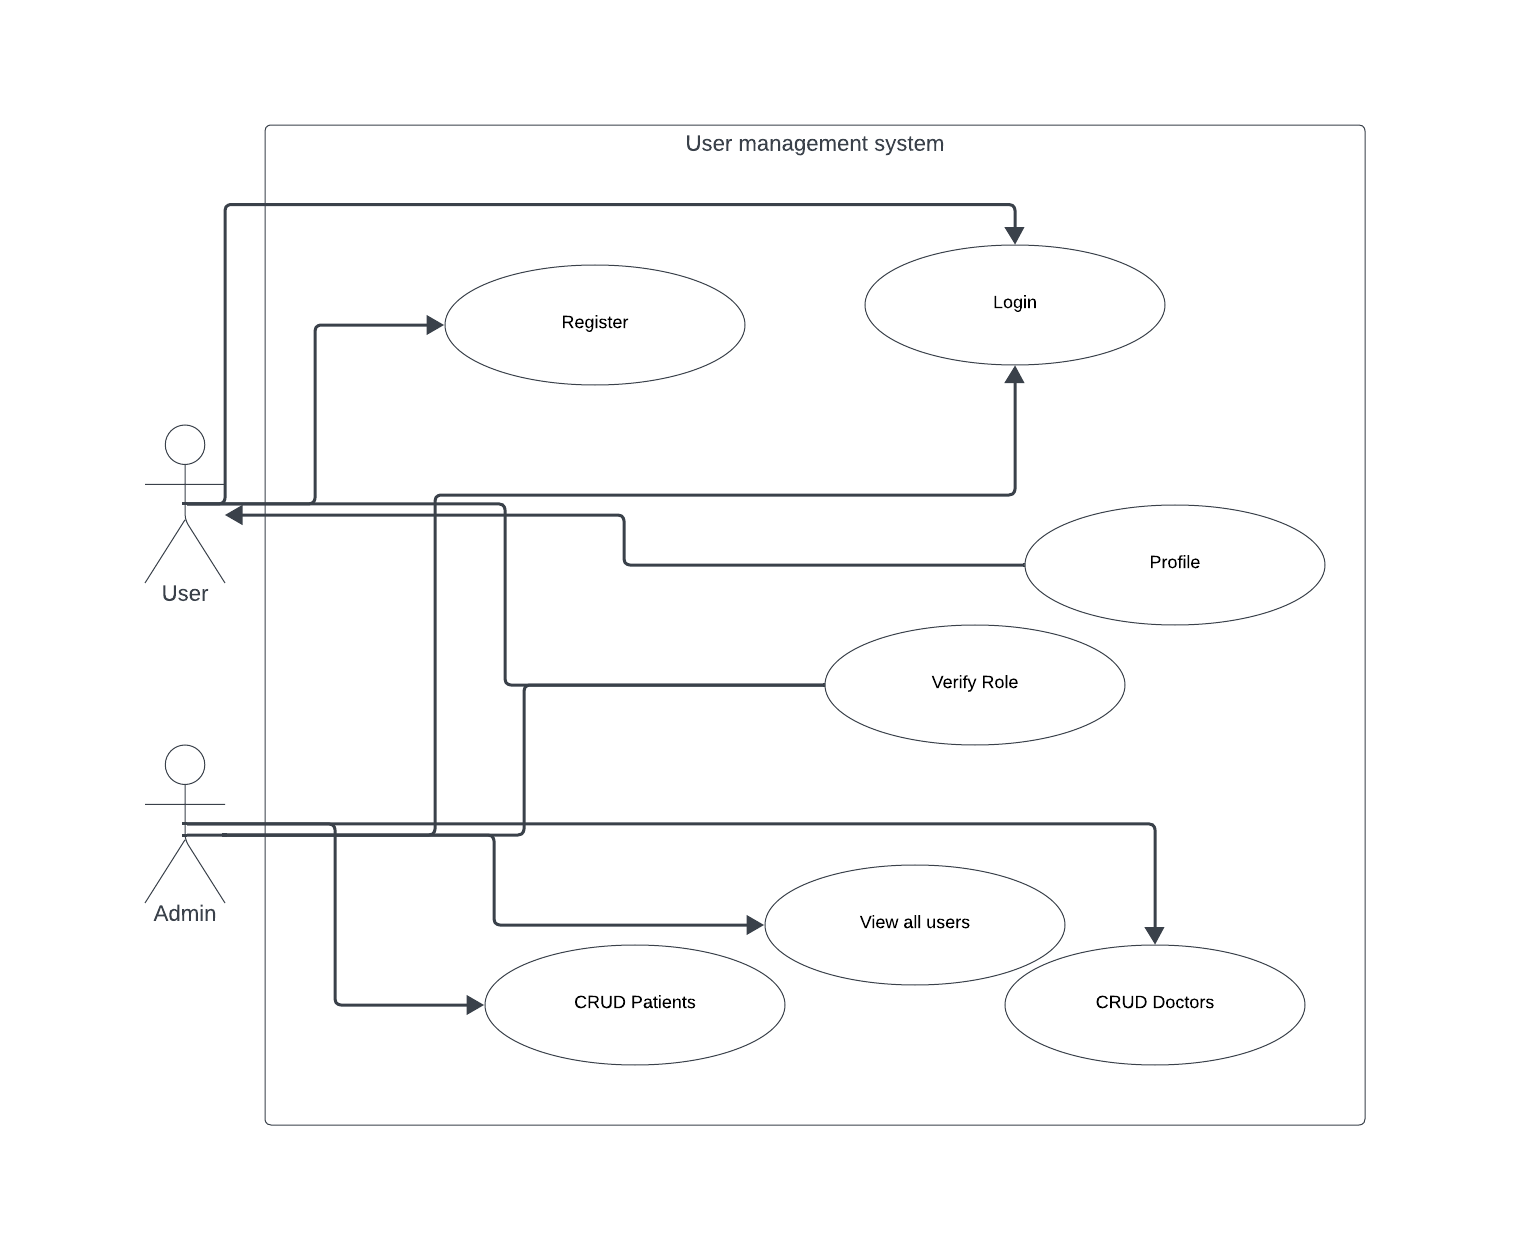 User management system
Login
Register
Profile
User
Verify Role
Admin
View all users
CRUD Patients
CRUD Doctors